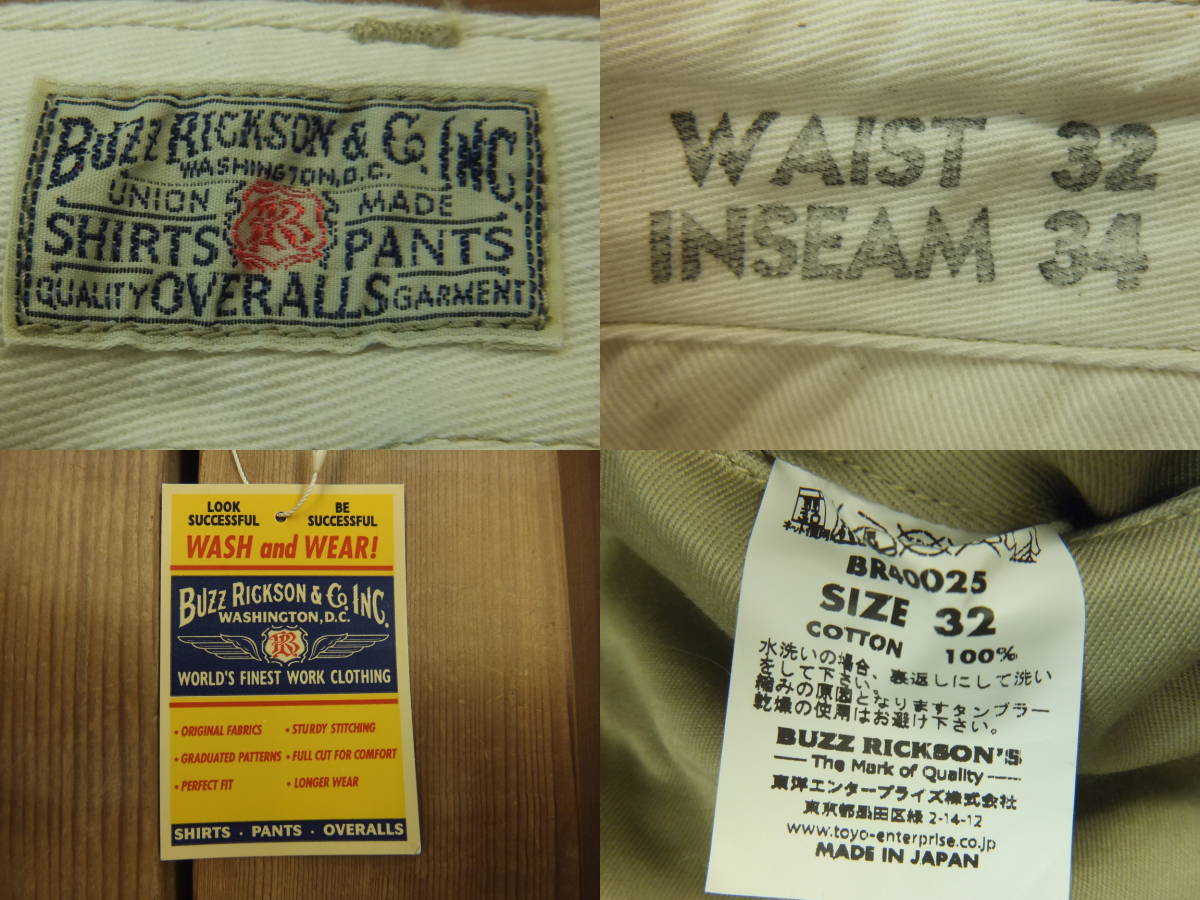 BUZZ RICKSON & Co. INC.
WASHINGTON, D.C.
UNION MADE
SHIRTS PANTS
QUALITY OVERALLS GARMENT
WAIST 32
INSEAM 34
LOOK SUCCESSFUL
BE SUCCESSFUL
WASH and WEAR!
BUZZ RICKSON & Co. INC.
WASHINGTON, D.C.
WORLD'S FINEST WORK CLOTHING
• ORIGINAL FABRICS • STURDY STITCHING
• GRADUATED PATTERNS • FULL CUT FOR COMFORT
• PERFECT FIT • LONGER WEAR
SHIRTS · PANTS · OVERALLS
ネット使用
BR40025
SIZE 32
COTTON 100%
水洗いの場合、裏返しにして洗い
をして下さい。
縮みの原因となりますタンブラー
乾燥の使用はお避け下さい。
BUZZ RICKSON'S
The Mark of Quality
東洋エンタープライズ株式会社
東京都墨田区緑 2-14-12
www.toyo-enterprise.co.jp
MADE IN JAPAN